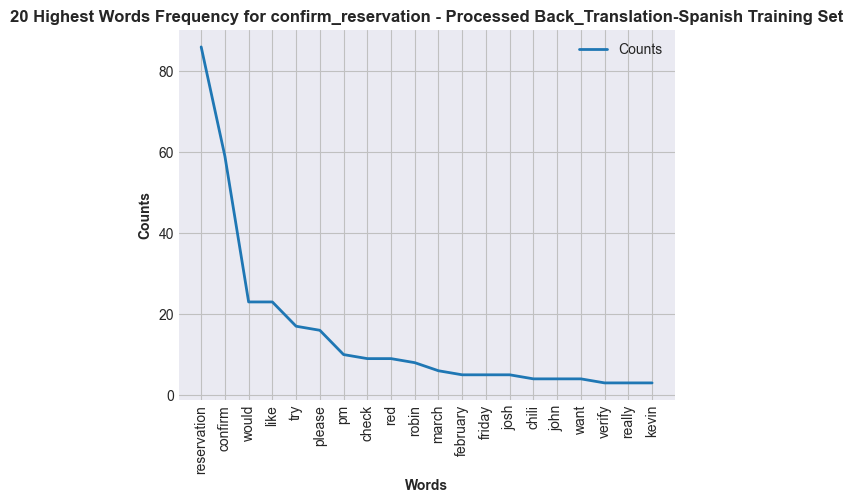 20 Highest Words Frequency for confirm_reservation - Processed Back_Translation-Spanish Training Set
Counts
80
60
40
20
0
Counts
reservation
confirm
would
like
try
please
pm
check
red
robin
march
february
friday
josh
chili
john
want
verify
really
kevin
Words